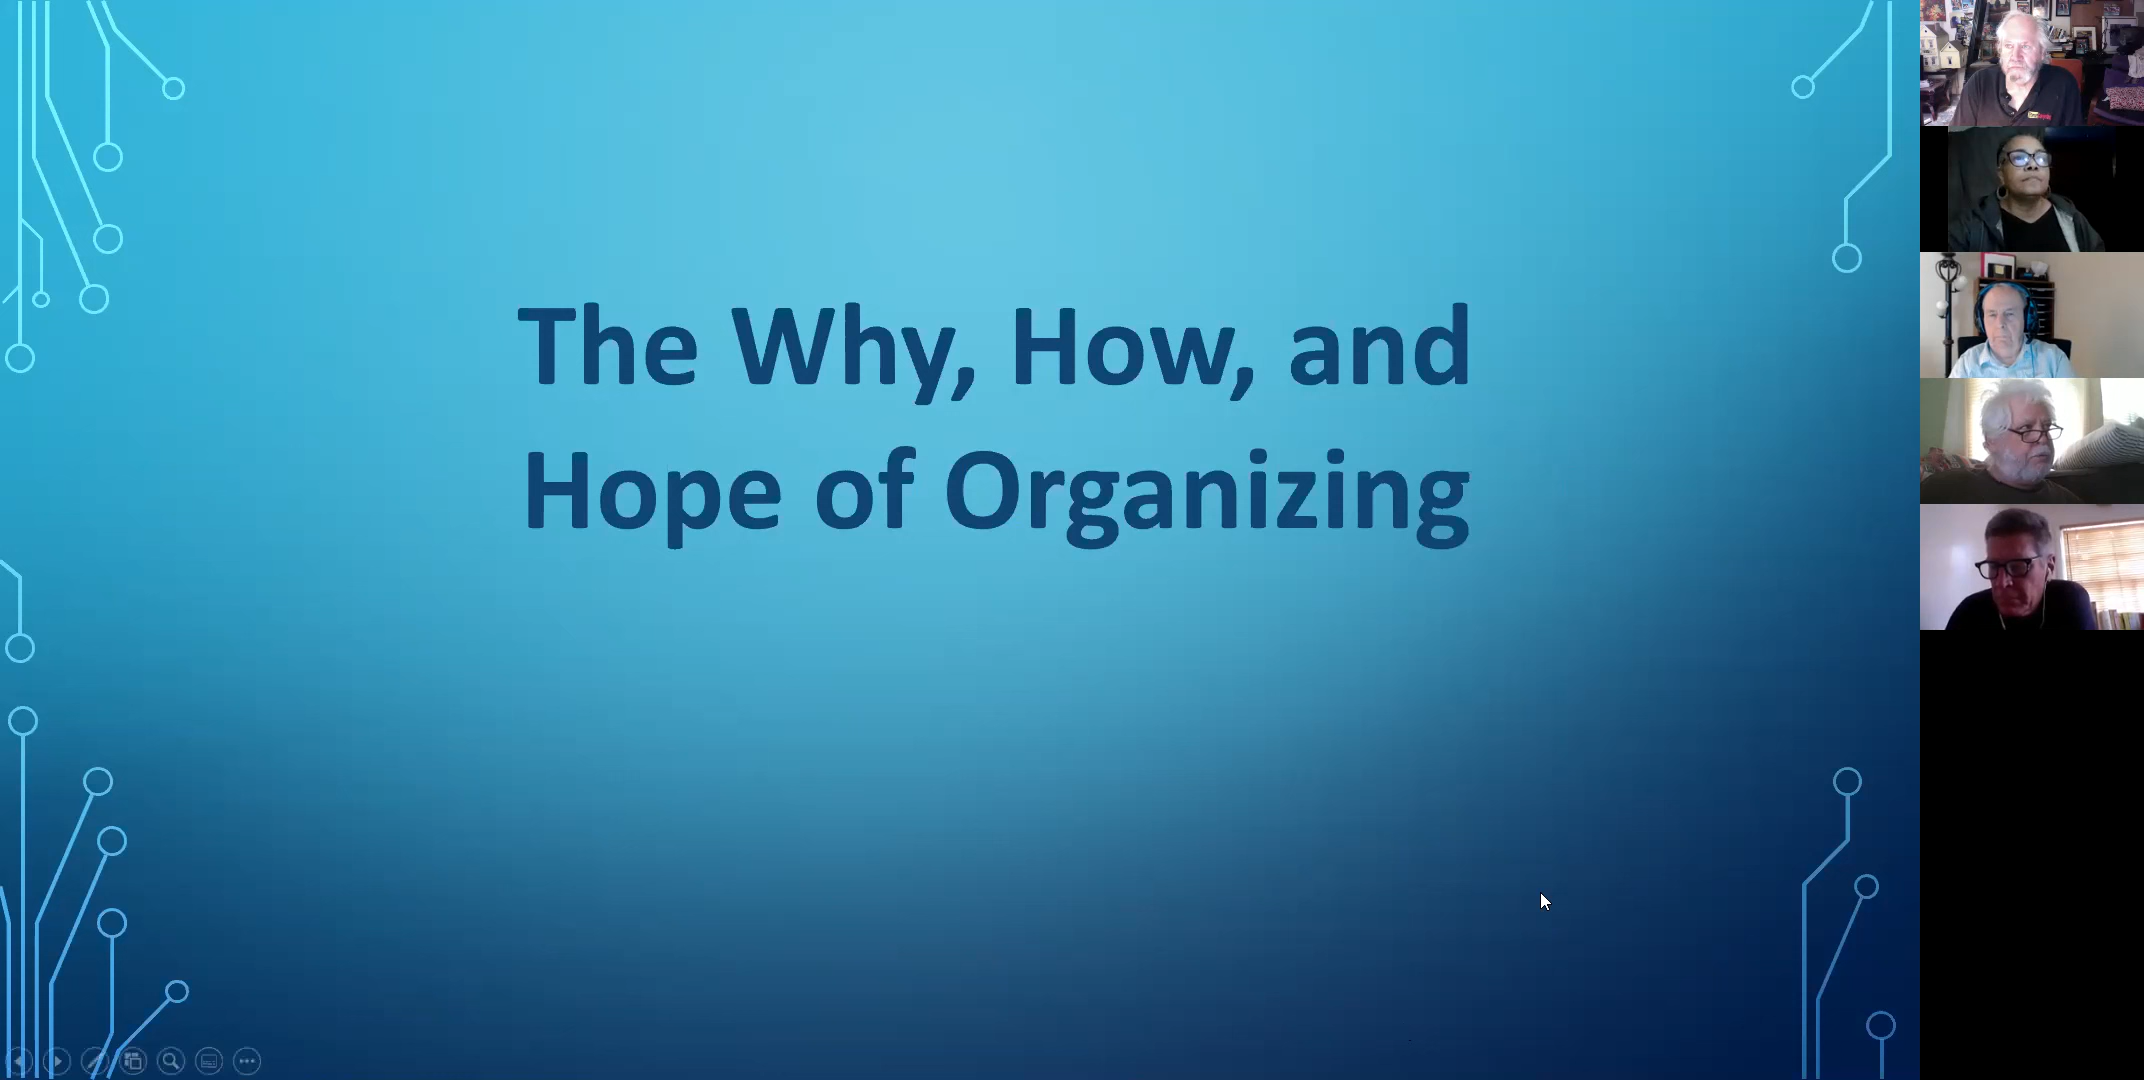 The Why, How, and
Hope of Organizing